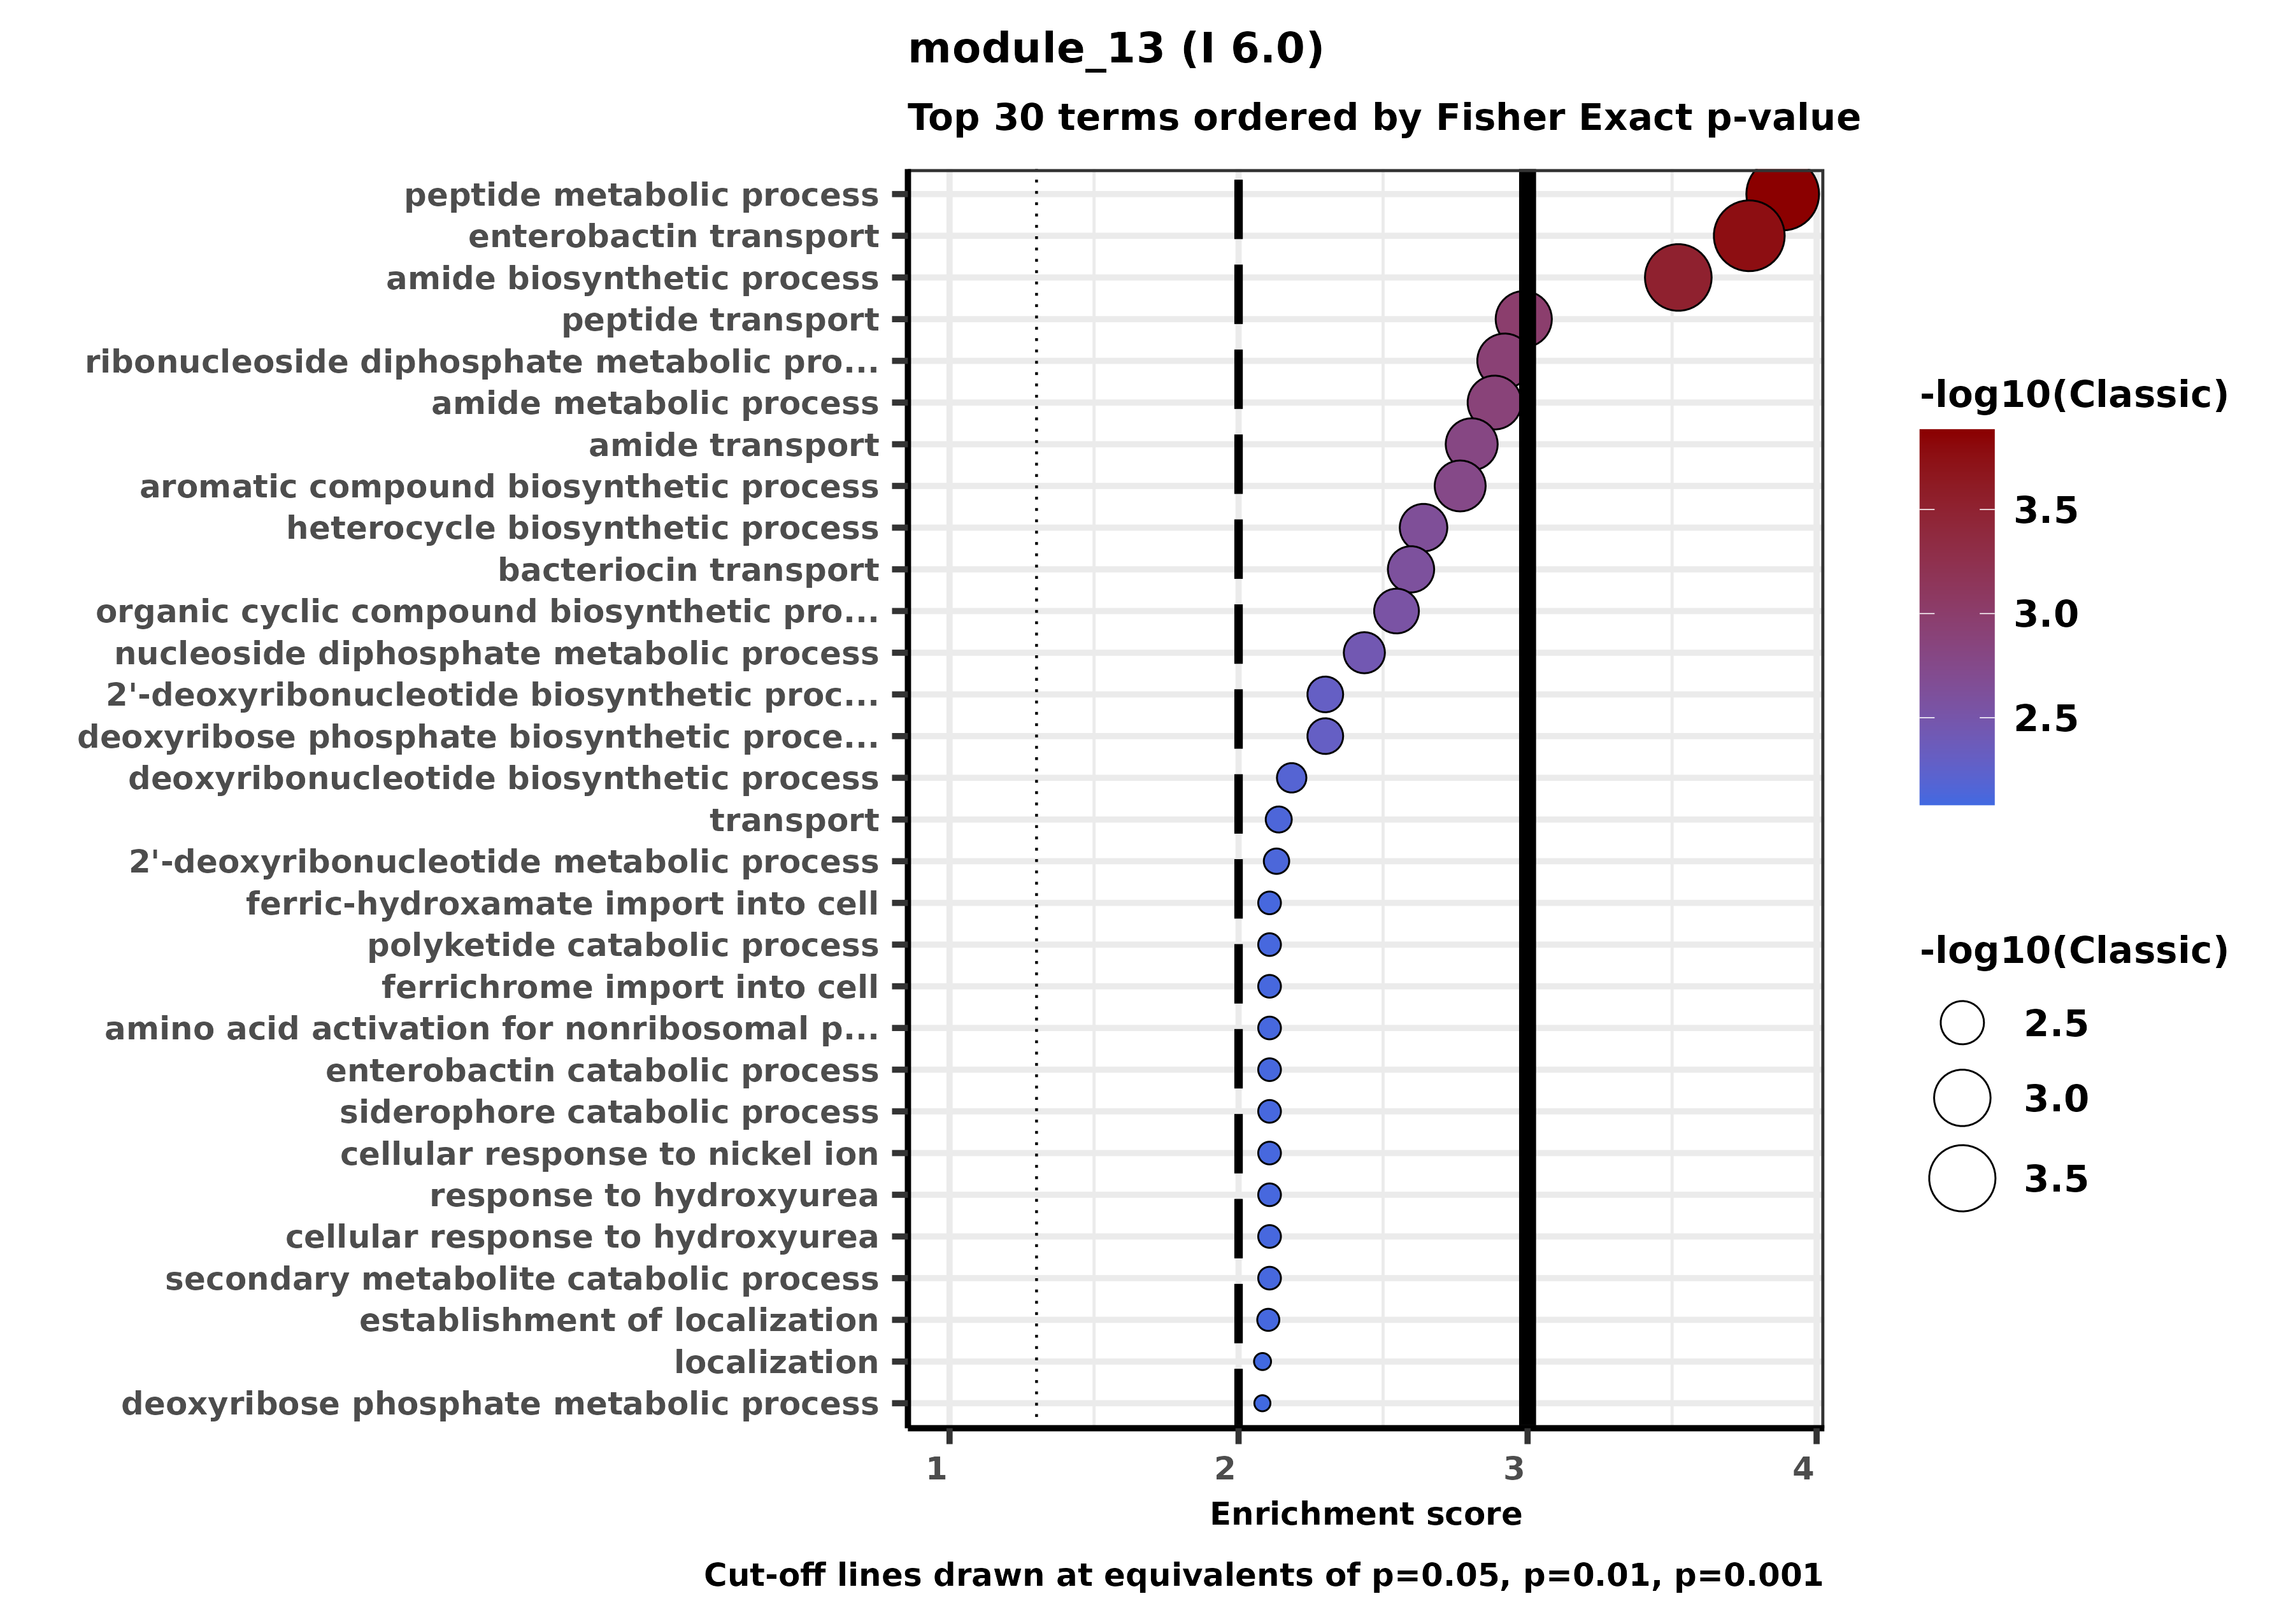 module_13 (I 6.0)
Top 30 terms ordered by Fisher Exact p-value
peptide metabolic process
enterobactin transport
amide biosynthetic process
peptide transport
ribonucleoside diphosphate metabolic pro...
amide metabolic process
amide transport
aromatic compound biosynthetic process
heterocycle biosynthetic process
bacteriocin transport
organic cyclic compound biosynthetic pro...
nucleoside diphosphate metabolic process
2'-deoxyribonucleotide biosynthetic proc...
deoxyribose phosphate biosynthetic proce...
deoxyribonucleotide biosynthetic process
transport
2'-deoxyribonucleotide metabolic process
ferric-hydroxamate import into cell
polyketide catabolic process
ferrichrome import into cell
amino acid activation for nonribosomal p...
enterobactin catabolic process
siderophore catabolic process
cellular response to nickel ion
response to hydroxyurea
cellular response to hydroxyurea
secondary metabolite catabolic process
establishment of localization
localization
deoxyribose phosphate metabolic process
1 2 3 4
Enrichment score
Cut-off lines drawn at equivalents of p=0.05, p=0.01, p=0.001
-log10(Classic)
3.5
3.0
2.5
-log10(Classic)
2.5
3.0
3.5